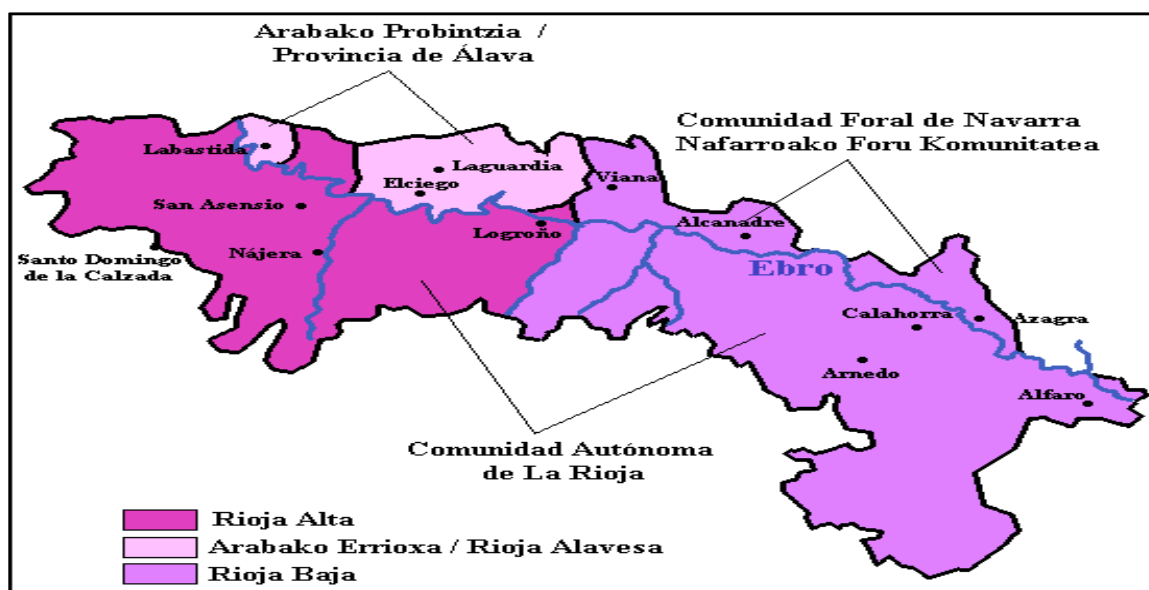 Arabako Probintzia /
Provincia de Álava
Comunidad Foral de Navarra
Nafarroako Foru Komunitatea
Labastida
Laguardia
Elciego
Viana
San Asensio
Logroño
Alcanadre
Nájera
Santo Domingo
de la Calzada
Ebro
Calahorra
Azagra
Arnedo
Alfaro
Comunidad Autónoma
de La Rioja
Rioja Alta
Arabako Errioxa / Rioja Alavesa
Rioja Baja